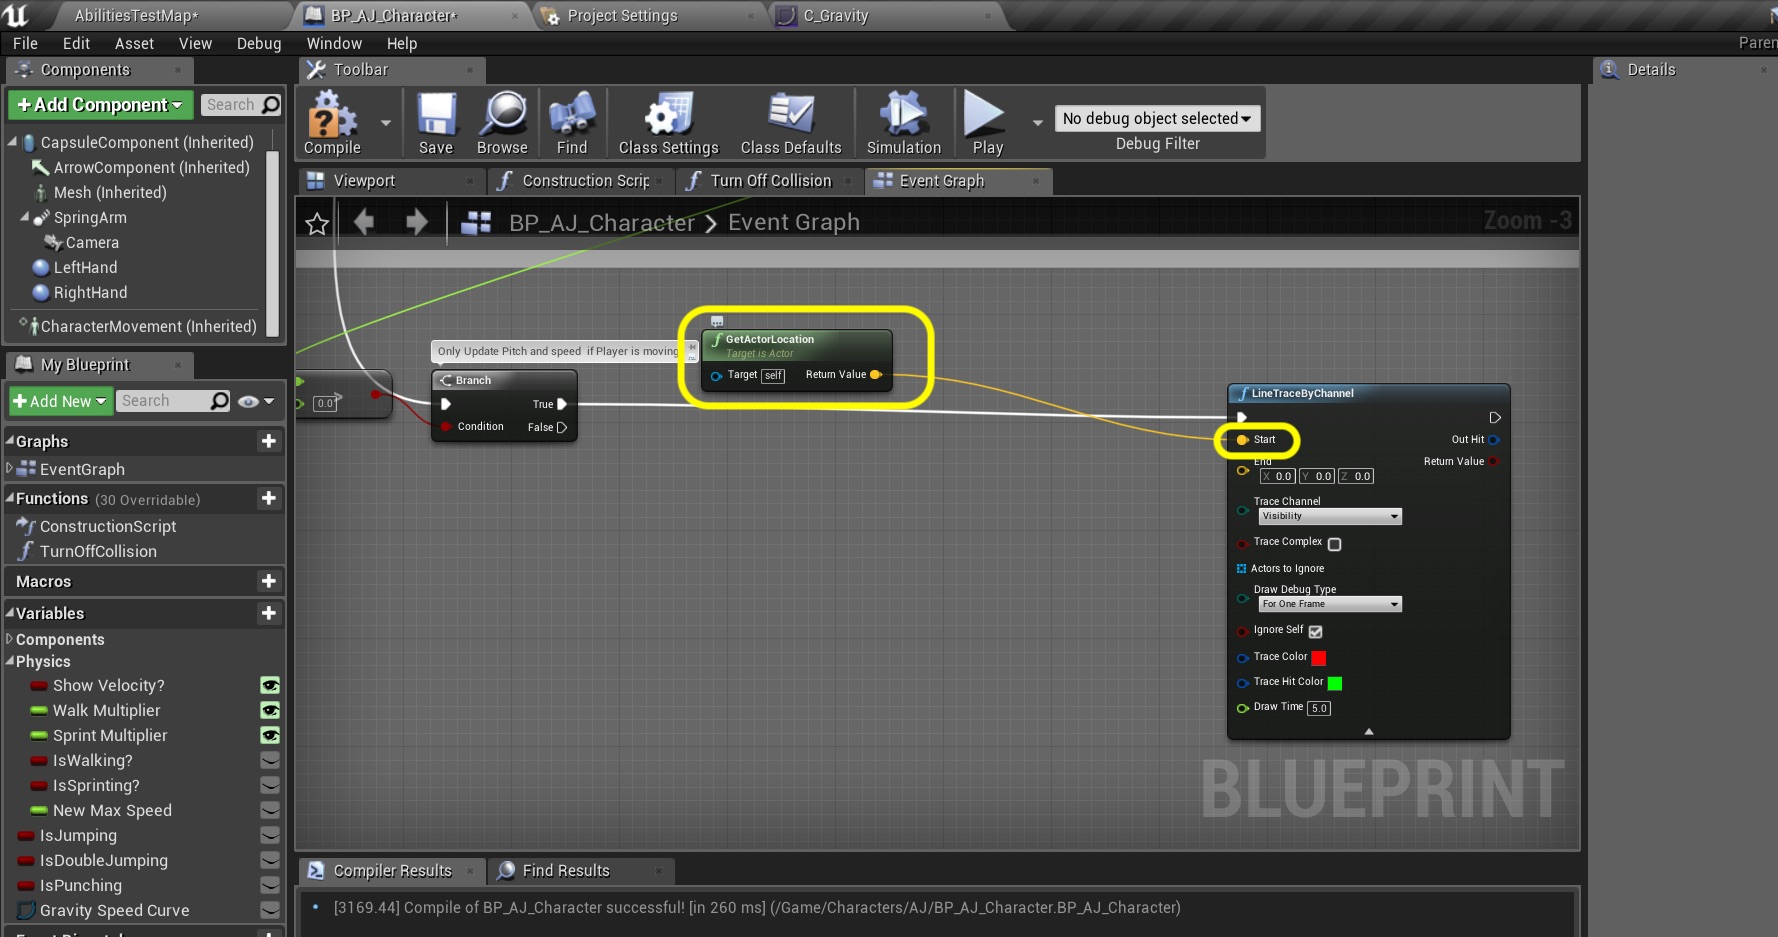 AbilitiesTestMap*
BP_AJ_Character*
Project Settings
C_Gravity
File Edit Asset View Debug Window Help
Components
Toolbar
Details
+Add Component
Search
CapsuleComponent (Inherited)
ArrowComponent (Inherited)
Mesh (Inherited)
SpringArm
Camera
LeftHand
RightHand
CharacterMovement (Inherited)
Compile
Save
Browse
Find
Class Settings
Class Defaults
Simulation
Play
No debug object selected
Debug Filter
Viewport
Construction Scrip
Turn Off Collision
Event Graph
BP_AJ_Character > Event Graph
Zoom -3
My Blueprint
+Add New
Search
Graphs
EventGraph
Functions (30 Overridable)
ConstructionScript
TurnOffCollision
Macros
Variables
Components
Physics
Show Velocity?
Walk Multiplier
Sprint Multiplier
IsWalking?
IsSprinting?
New Max Speed
IsJumping
IsDoubleJumping
IsPunching
Gravity Speed Curve
0.0
>
Only Update Pitch and speed if Player is moving
Branch
True
Condition
False
GetActorLocation
Target is Actor
Target self
Return Value
LineTraceByChannel
Start
Out Hit
End
Return Value
X 0.0 Y 0.0 Z 0.0
Trace Channel
Visibility
Trace Complex
Actors to Ignore
Draw Debug Type
For One Frame
Ignore Self
Trace Color
Trace Hit Color
Draw Time 5.0
BLUEPRINT
Compiler Results
Find Results
[3169.44] Compile of BP_AJ_Character successful! [in 260 ms] (/Game/Characters/AJ/BP_AJ_Character.BP_AJ_Character)